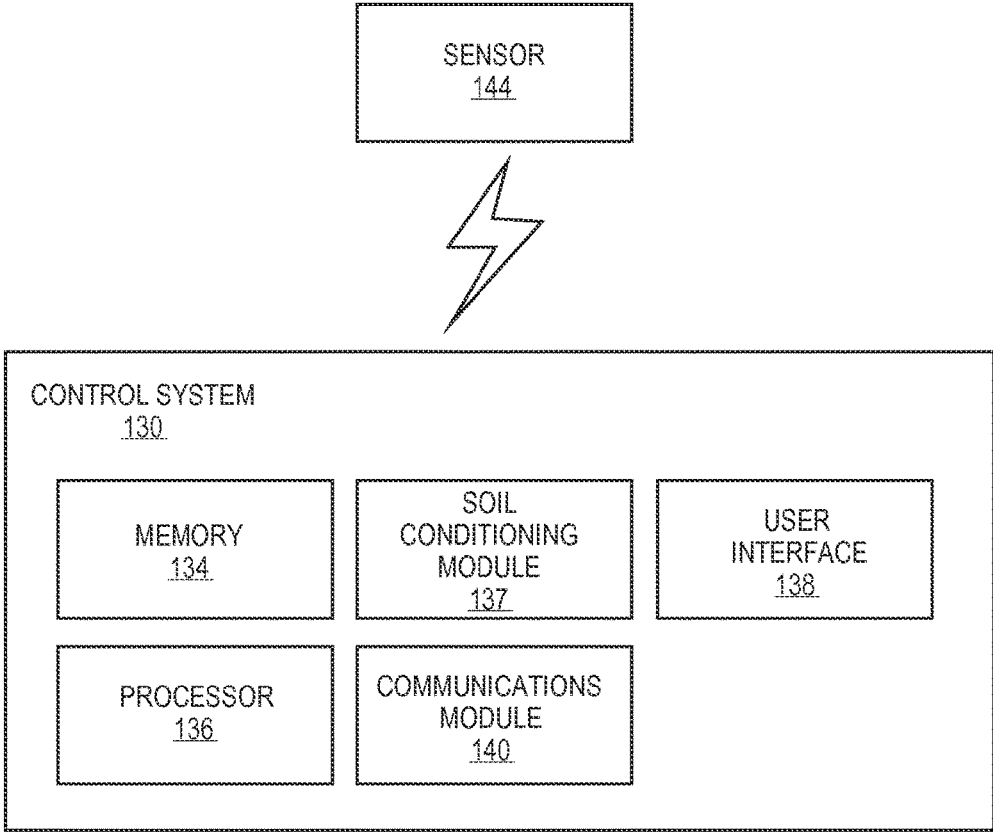 SENSOR
144
CONTROL SYSTEM
130
MEMORY
134
SOIL
CONDITIONING
MODULE
137
USER
INTERFACE
138
PROCESSOR
136
COMMUNICATIONS
MODULE
140